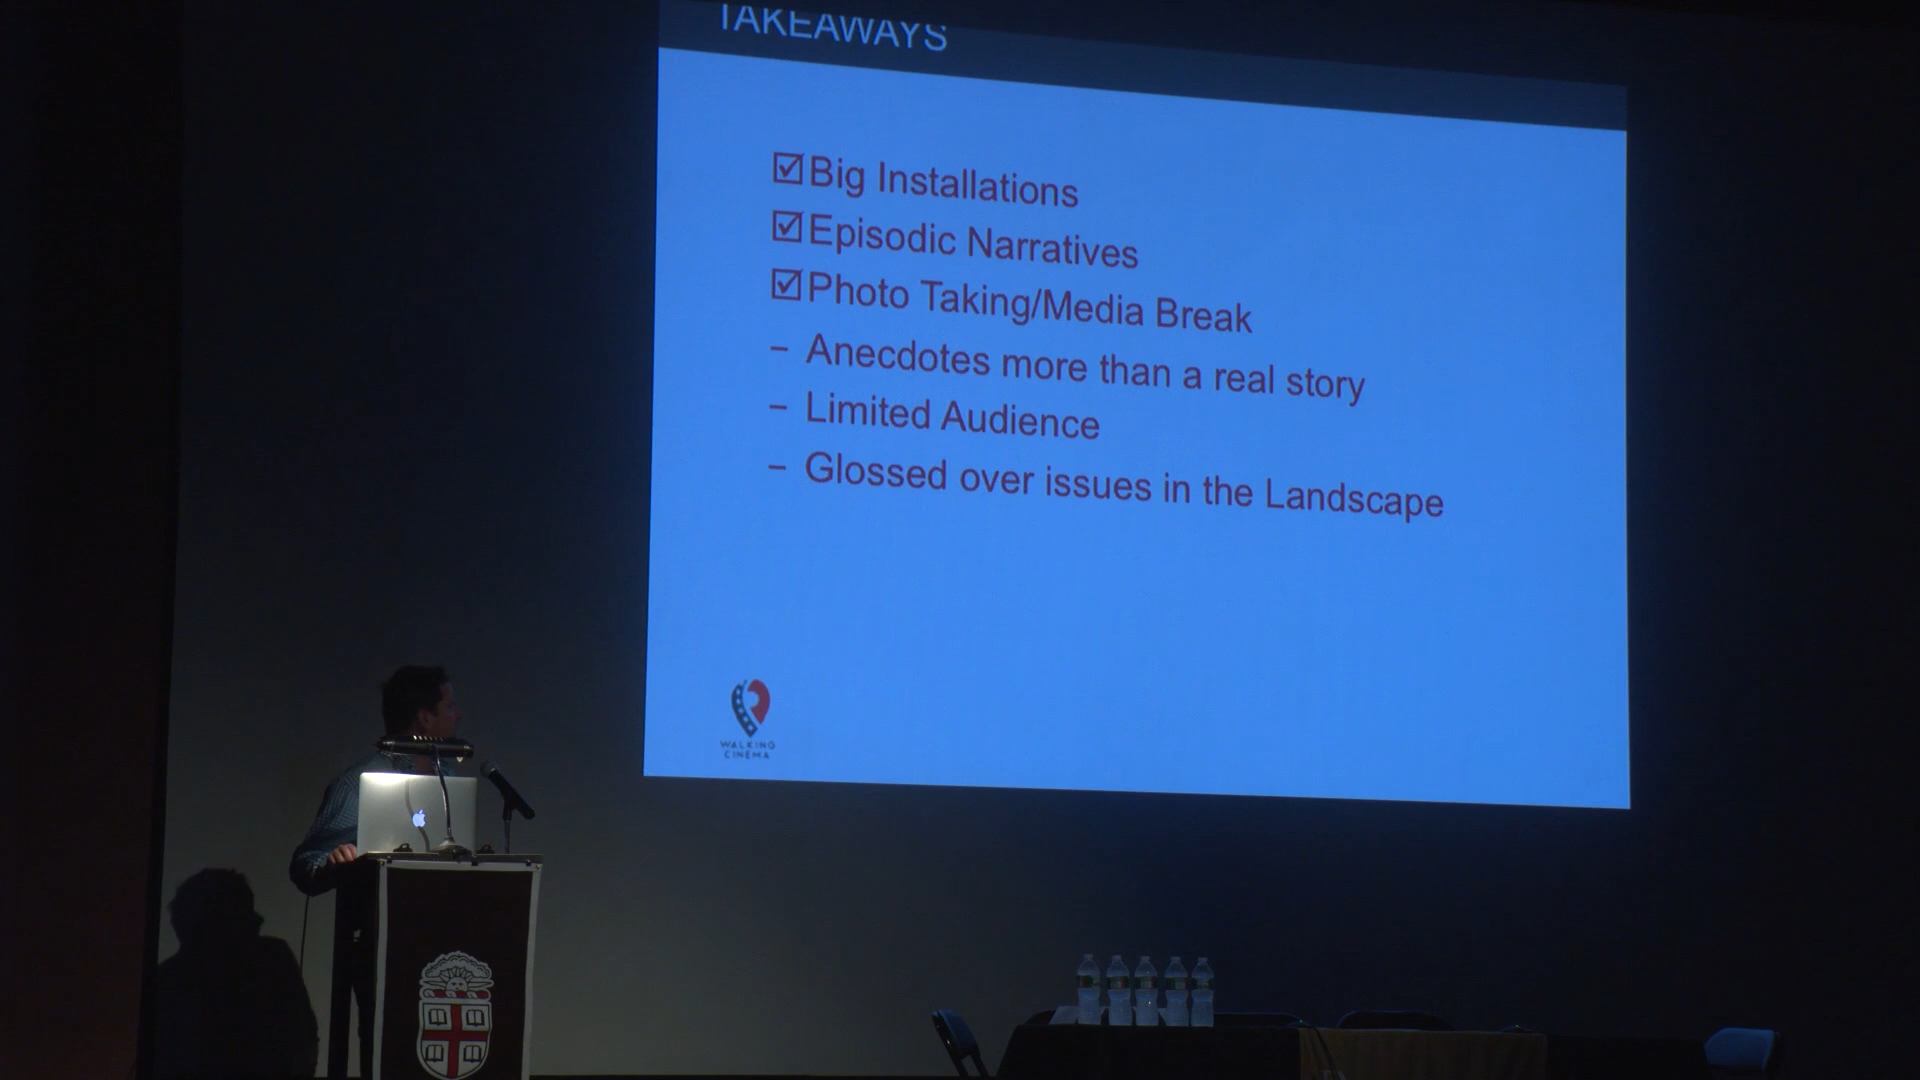 TAKEAWAYS
☑Big Installations
☑Episodic Narratives
☑Photo Taking/Media Break
– Anecdotes more than a real story
– Limited Audience
– Glossed over issues in the Landscape
WALKING
CINEMA